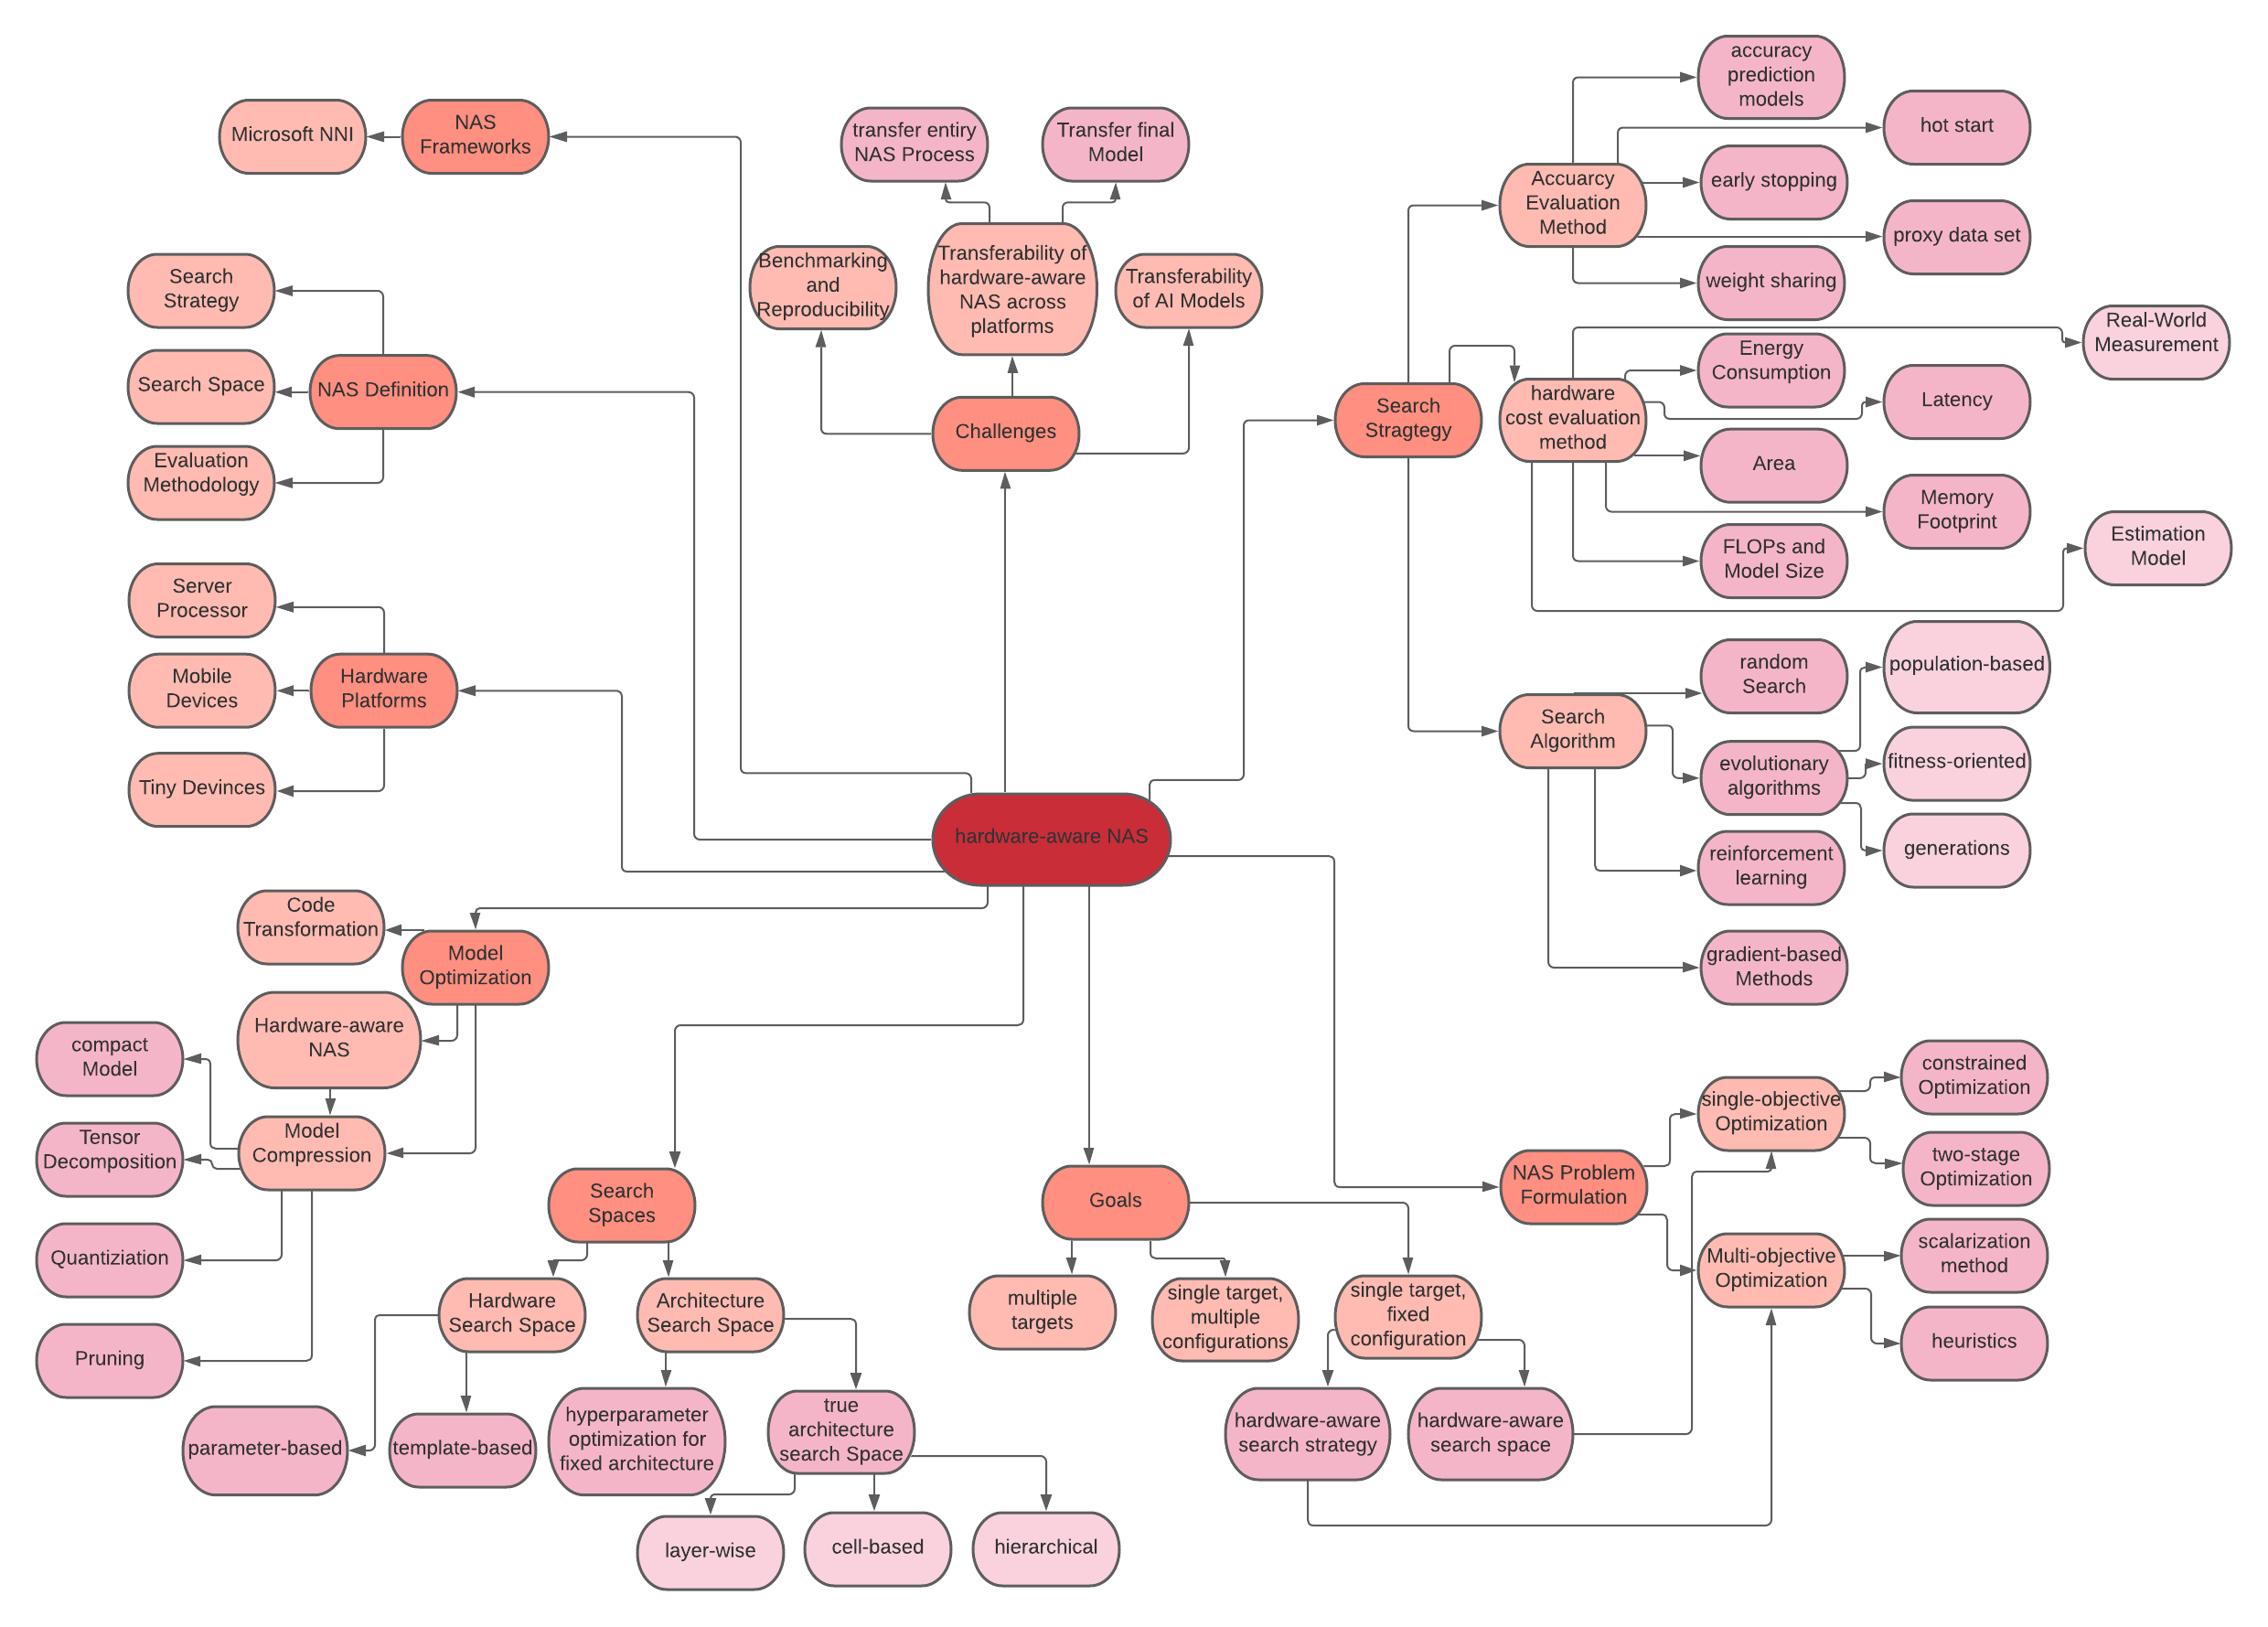 accuracy
prediction
models
hot start
NAS
Frameworks
Microsoft NNI
transfer entiry
NAS Process
Transfer final
Model
Accuarcy
Evaluation
Method
early stopping
proxy data set
weight sharing
Search
Strategy
Search Space
NAS Definition
Evaluation
Methodology
Benchmarking
and
Reproducibility
Transferability of
hardware-aware
NAS across
platforms
Transferability
of AI Models
Challenges
Search
Stragtegy
hardware
cost evaluation
method
Real-World
Measurement
Energy
Consumption
Latency
Area
Memory
Footprint
FLOPs and
Model Size
Estimation
Model
Server
Processor
Mobile
Devices
Hardware
Platforms
Tiny Devinces
random
Search
population-based
Search
Algorithm
evolutionary
algorithms
fitness-oriented
generations
reinforcement
learning
gradient-based
Methods
hardware-aware NAS
Code
Transformation
Model
Optimization
Hardware-aware
NAS
compact
Model
Model
Compression
Tensor
Decomposition
Quantiziation
Pruning
Search
Spaces
Goals
NAS Problem
Formulation
single-objective
Optimization
constrained
Optimization
two-stage
Optimization
Multi-objective
Optimization
scalarization
method
heuristics
Hardware
Search Space
Architecture
Search Space
multiple
targets
single target,
multiple
configurations
single target,
fixed
configuration
parameter-based
template-based
hyperparameter
optimization for
fixed architecture
true
architecture
search Space
hardware-aware
search strategy
hardware-aware
search space
layer-wise
cell-based
hierarchical